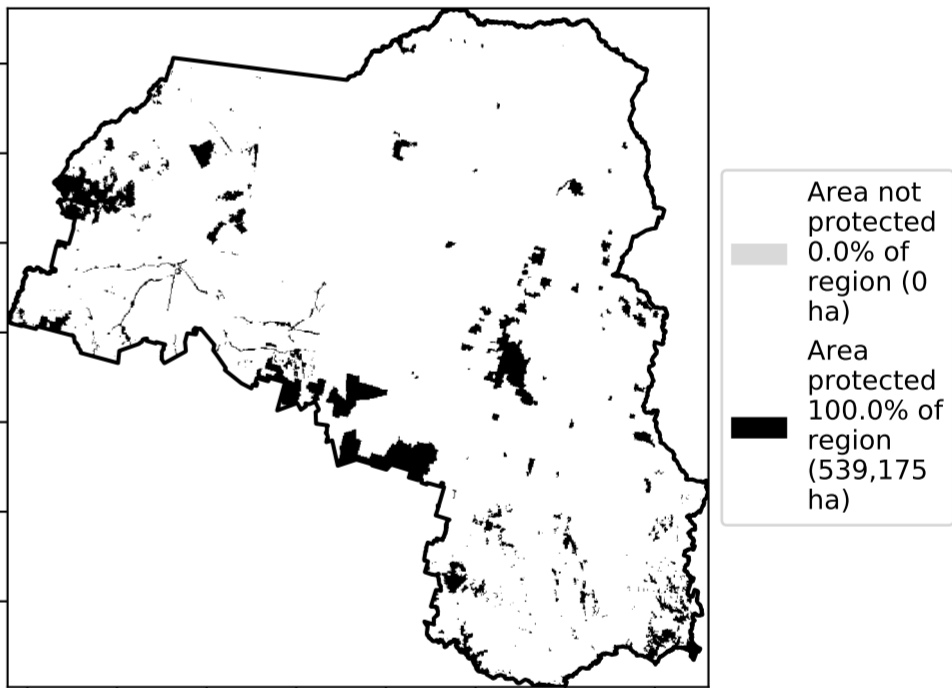 Area not
protected
0.0% of
region (0
ha)
Area
protected
100.0% of
region
(539,175
ha)